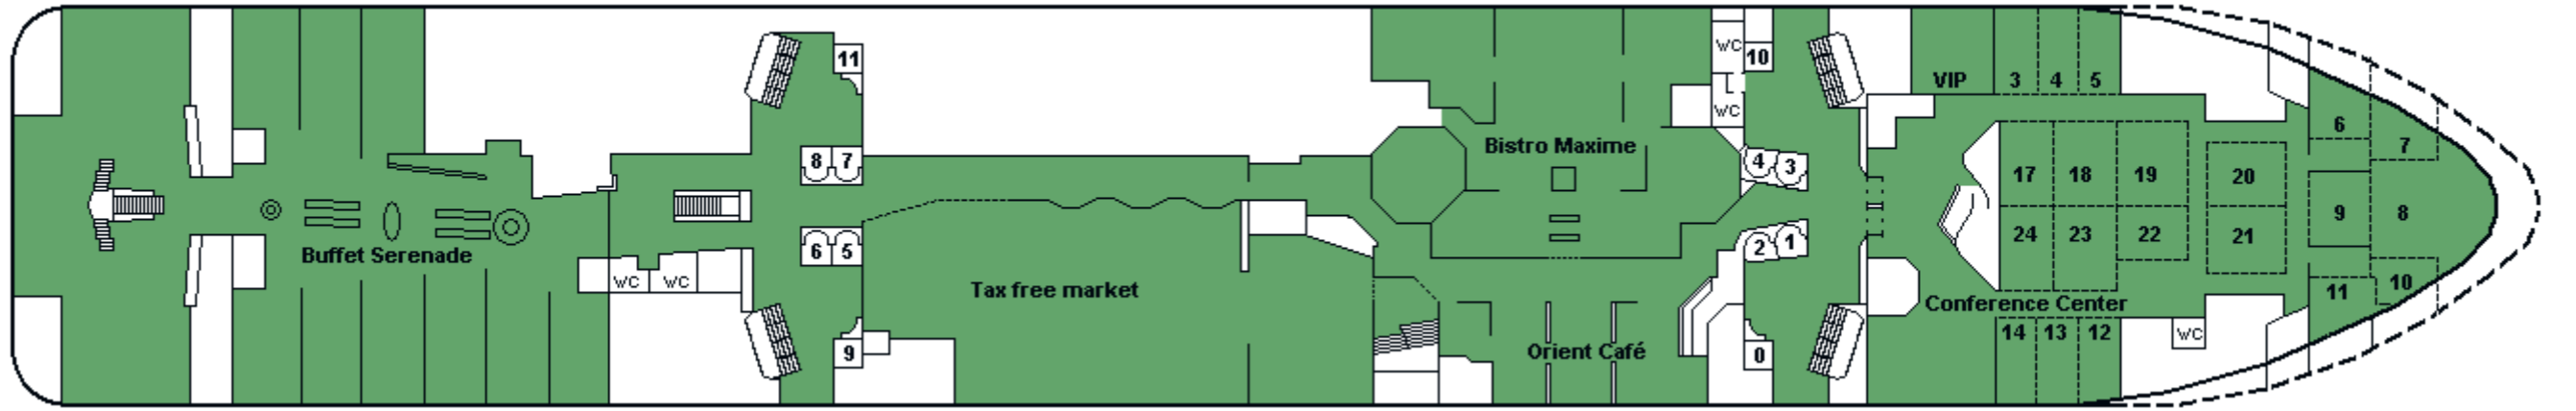 11
WC
10
VIP
3
4
5
WC
6
7
Bistro Maxime
8
7
4
3
17
18
19
20
9
8
6
5
2
1
24
23
22
21
Buffet Serenade
WC
WC
Tax free market
11
10
Conference Center
9
Orient Café
0
14
13
12
WC